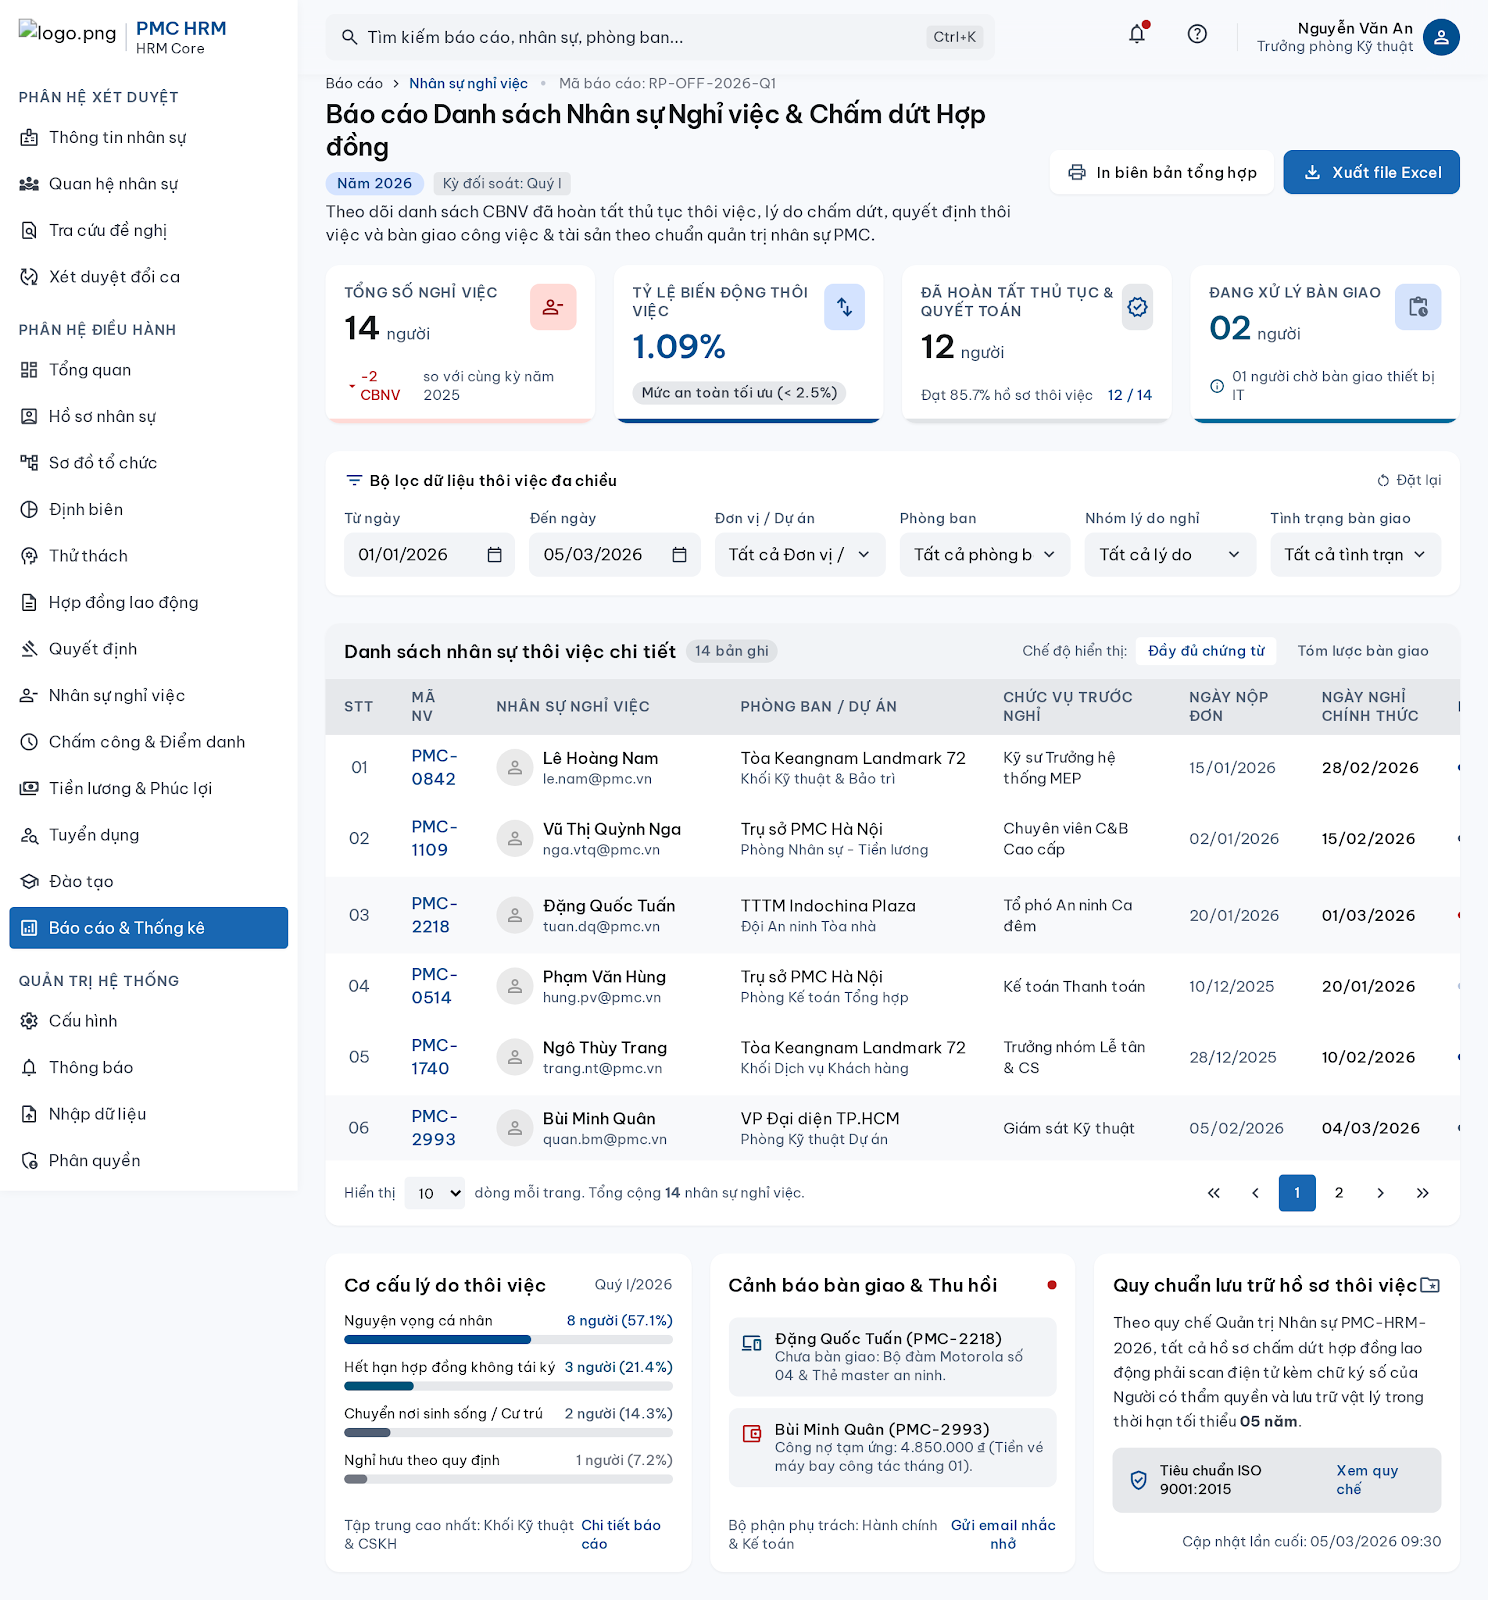 logo.png
PMC HRM
HRM Core
Tìm kiếm báo cáo, nhân sự, phòng ban...
Ctrl+K
Nguyễn Văn An
Trưởng phòng Kỹ thuật
PHÂN HỆ XÉT DUYỆT
Thông tin nhân sự
Quan hệ nhân sự
Tra cứu đề nghị
Xét duyệt đổi ca
PHÂN HỆ ĐIỀU HÀNH
Tổng quan
Hồ sơ nhân sự
Sơ đồ tổ chức
Định biên
Thử thách
Hợp đồng lao động
Quyết định
Nhân sự nghỉ việc
Chấm công & Điểm danh
Tiền lương & Phúc lợi
Tuyển dụng
Đào tạo
Báo cáo & Thống kê
QUẢN TRỊ HỆ THỐNG
Cấu hình
Thông báo
Nhập dữ liệu
Phân quyền
Báo cáo > Nhân sự nghỉ việc • Mã báo cáo: RP-OFF-2026-Q1
Báo cáo Danh sách Nhân sự Nghỉ việc & Chấm dứt Hợp
đồng
Năm 2026 Kỳ đối soát: Quý I
Theo dõi danh sách CBNV đã hoàn tất thủ tục thôi việc, lý do chấm dứt, quyết định thôi
việc và bàn giao công việc & tài sản theo chuẩn quản trị nhân sự PMC.
In biên bản tổng hợp
Xuất file Excel
TỔNG SỐ NGHỈ VIỆC
14 người
-2
CBNV
so với cùng kỳ năm
2025
TỶ LỆ BIẾN ĐỘNG THÔI
VIỆC
1.09%
Mức an toàn tối ưu (< 2.5%)
ĐÃ HOÀN TẤT THỦ TỤC &
QUYẾT TOÁN
12 người
Đạt 85.7% hồ sơ thôi việc 12 / 14
ĐANG XỬ LÝ BÀN GIAO
02 người
01 người chờ bàn giao thiết bị
IT
Bộ lọc dữ liệu thôi việc đa chiều
Đặt lại
Từ ngày
01/01/2026
Đến ngày
05/03/2026
Đơn vị / Dự án
Tất cả Đơn vị /
Phòng ban
Tất cả phòng b
Nhóm lý do nghỉ
Tất cả lý do
Tình trạng bàn giao
Tất cả tình trạn
Danh sách nhân sự thôi việc chi tiết 14 bản ghi
Chế độ hiển thị: Đầy đủ chứng từ Tóm lược bàn giao
STT
MÃ
NV
NHÂN SỰ NGHỈ VIỆC
PHÒNG BAN / DỰ ÁN
CHỨC VỤ TRƯỚC
NGHỈ
NGÀY NỘP
ĐƠN
NGÀY NGHỈ
CHÍNH THỨC
01
PMC-
0842
Lê Hoàng Nam
le.nam@pmc.vn
Tòa Keangnam Landmark 72
Khối Kỹ thuật & Bảo trì
Kỹ sư Trưởng hệ
thống MEP
15/01/2026
28/02/2026
02
PMC-
1109
Vũ Thị Quỳnh Nga
nga.vtq@pmc.vn
Trụ sở PMC Hà Nội
Phòng Nhân sự - Tiền lương
Chuyên viên C&B
Cao cấp
02/01/2026
15/02/2026
03
PMC-
2218
Đặng Quốc Tuấn
tuan.dq@pmc.vn
TTTM Indochina Plaza
Đội An ninh Tòa nhà
Tổ phó An ninh Ca
đêm
20/01/2026
01/03/2026
04
PMC-
0514
Phạm Văn Hùng
hung.pv@pmc.vn
Trụ sở PMC Hà Nội
Phòng Kế toán Tổng hợp
Kế toán Thanh toán
10/12/2025
20/01/2026
05
PMC-
1740
Ngô Thùy Trang
trang.nt@pmc.vn
Tòa Keangnam Landmark 72
Khối Dịch vụ Khách hàng
Trưởng nhóm Lễ tân
& CS
28/12/2025
10/02/2026
06
PMC-
2993
Bùi Minh Quân
quan.bm@pmc.vn
VP Đại diện TP.HCM
Phòng Kỹ thuật Dự án
Giám sát Kỹ thuật
05/02/2026
04/03/2026
Hiển thị 10 dòng mỗi trang. Tổng cộng 14 nhân sự nghỉ việc.
1 2
Cơ cấu lý do thôi việc Quý I/2026
Nguyện vọng cá nhân 8 người (57.1%)
Hết hạn hợp đồng không tái ký 3 người (21.4%)
Chuyển nơi sinh sống / Cư trú 2 người (14.3%)
Nghỉ hưu theo quy định 1 người (7.2%)
Tập trung cao nhất: Khối Kỹ thuật
& CSKH
Chi tiết báo
cáo
Cảnh báo bàn giao & Thu hồi
Đặng Quốc Tuấn (PMC-2218)
Chưa bàn giao: Bộ đàm Motorola số
04 & Thẻ master an ninh.
Bùi Minh Quân (PMC-2993)
Công nợ tạm ứng: 4.850.000 ₫ (Tiền vé
máy bay công tác tháng 01).
Bộ phận phụ trách: Hành chính
& Kế toán
Gửi email nhắc
nhở
Quy chuẩn lưu trữ hồ sơ thôi việc
Theo quy chế Quản trị Nhân sự PMC-HRM-
2026, tất cả hồ sơ chấm dứt hợp đồng lao
động phải scan điện tử kèm chữ ký số của
Người có thẩm quyền và lưu trữ vật lý trong
thời hạn tối thiểu 05 năm.
Tiêu chuẩn ISO
9001:2015
Xem quy
chế
Cập nhật lần cuối: 05/03/2026 09:30